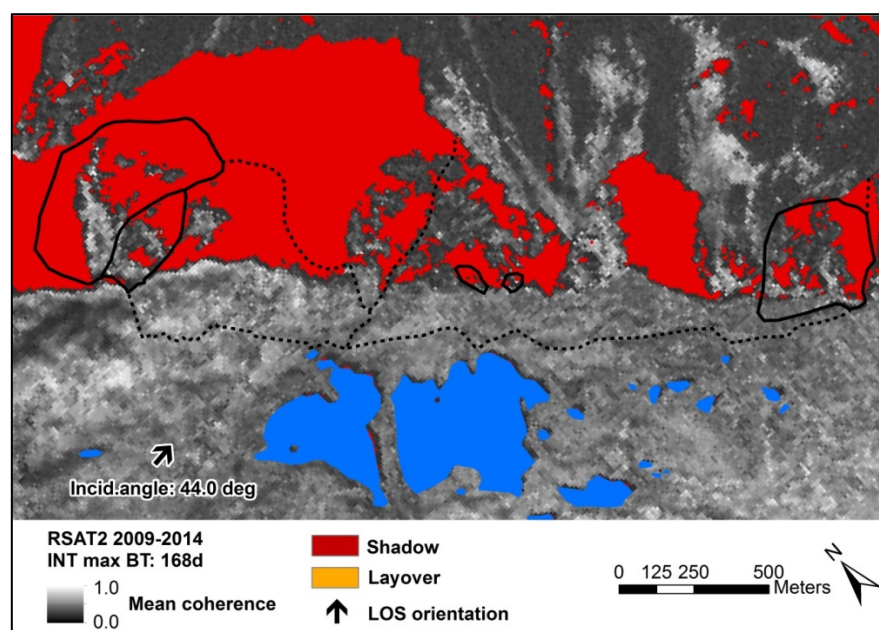 Incid.angle: 44.0 deg
RSAT2 2009-2014
INT max BT: 168d
1.0
Mean coherence
0.0
Shadow
Layover
LOS orientation
N
0 125 250 500
Meters